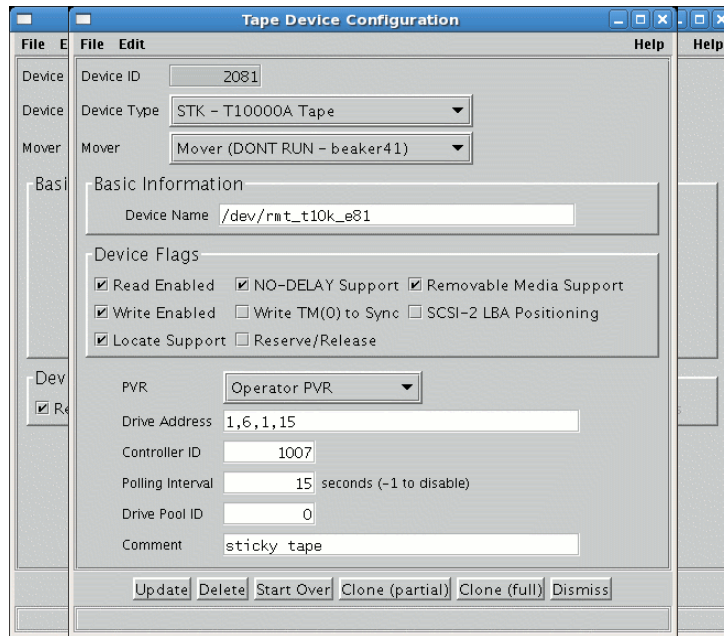 Tape Device Configuration
File E
File Edit Help
Help
Device
Device ID 2081
Device
Device Type STK - T10000A Tape
Mover
Mover Mover (DONT RUN - beaker41)
Basi
Basic Information
Device Name /dev/rmt_t10k_e81
Device Flags
Read Enabled NO-DELAY Support Removable Media Support
Write Enabled Write TM(0) to Sync SCSI-2 LBA Positioning
Locate Support Reserve/Release
Dev
Re
s
PVR Operator PVR
Drive Address 1,6,1,15
Controller ID 1007
Polling Interval 15 seconds (-1 to disable)
Drive Pool ID 0
Comment sticky tape
Update Delete Start Over Clone (partial) Clone (full) Dismiss